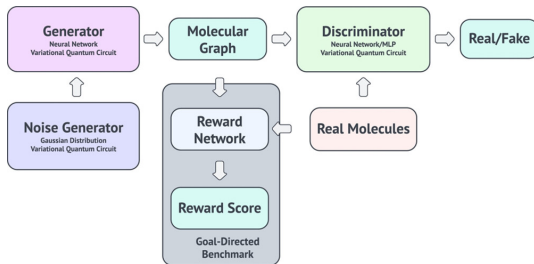 Generator
Neural Network
Variational Quantum Circuit
Molecular
Graph
Discriminator
Neural Network/MLP
Variational Quantum Circuit
Real/Fake
Noise Generator
Gaussian Distribution
Variational Quantum Circuit
Reward
Network
Real Molecules
Reward Score
Goal-Directed
Benchmark